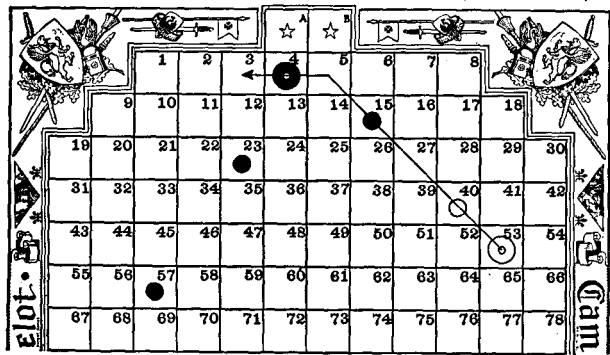 A B
1 2 3 4 5 6 7 8
9 10 11 12 13 14 15 16 17 18
19 20 21 22 23 24 25 26 27 28 29 30
31 32 33 34 35 36 37 38 39 40 41 42
43 44 45 46 47 48 49 50 51 52 53 54
55 56 57 58 59 60 61 62 63 64 65 66
67 68 69 70 71 72 73 74 75 76 77 78
elot·
Cam